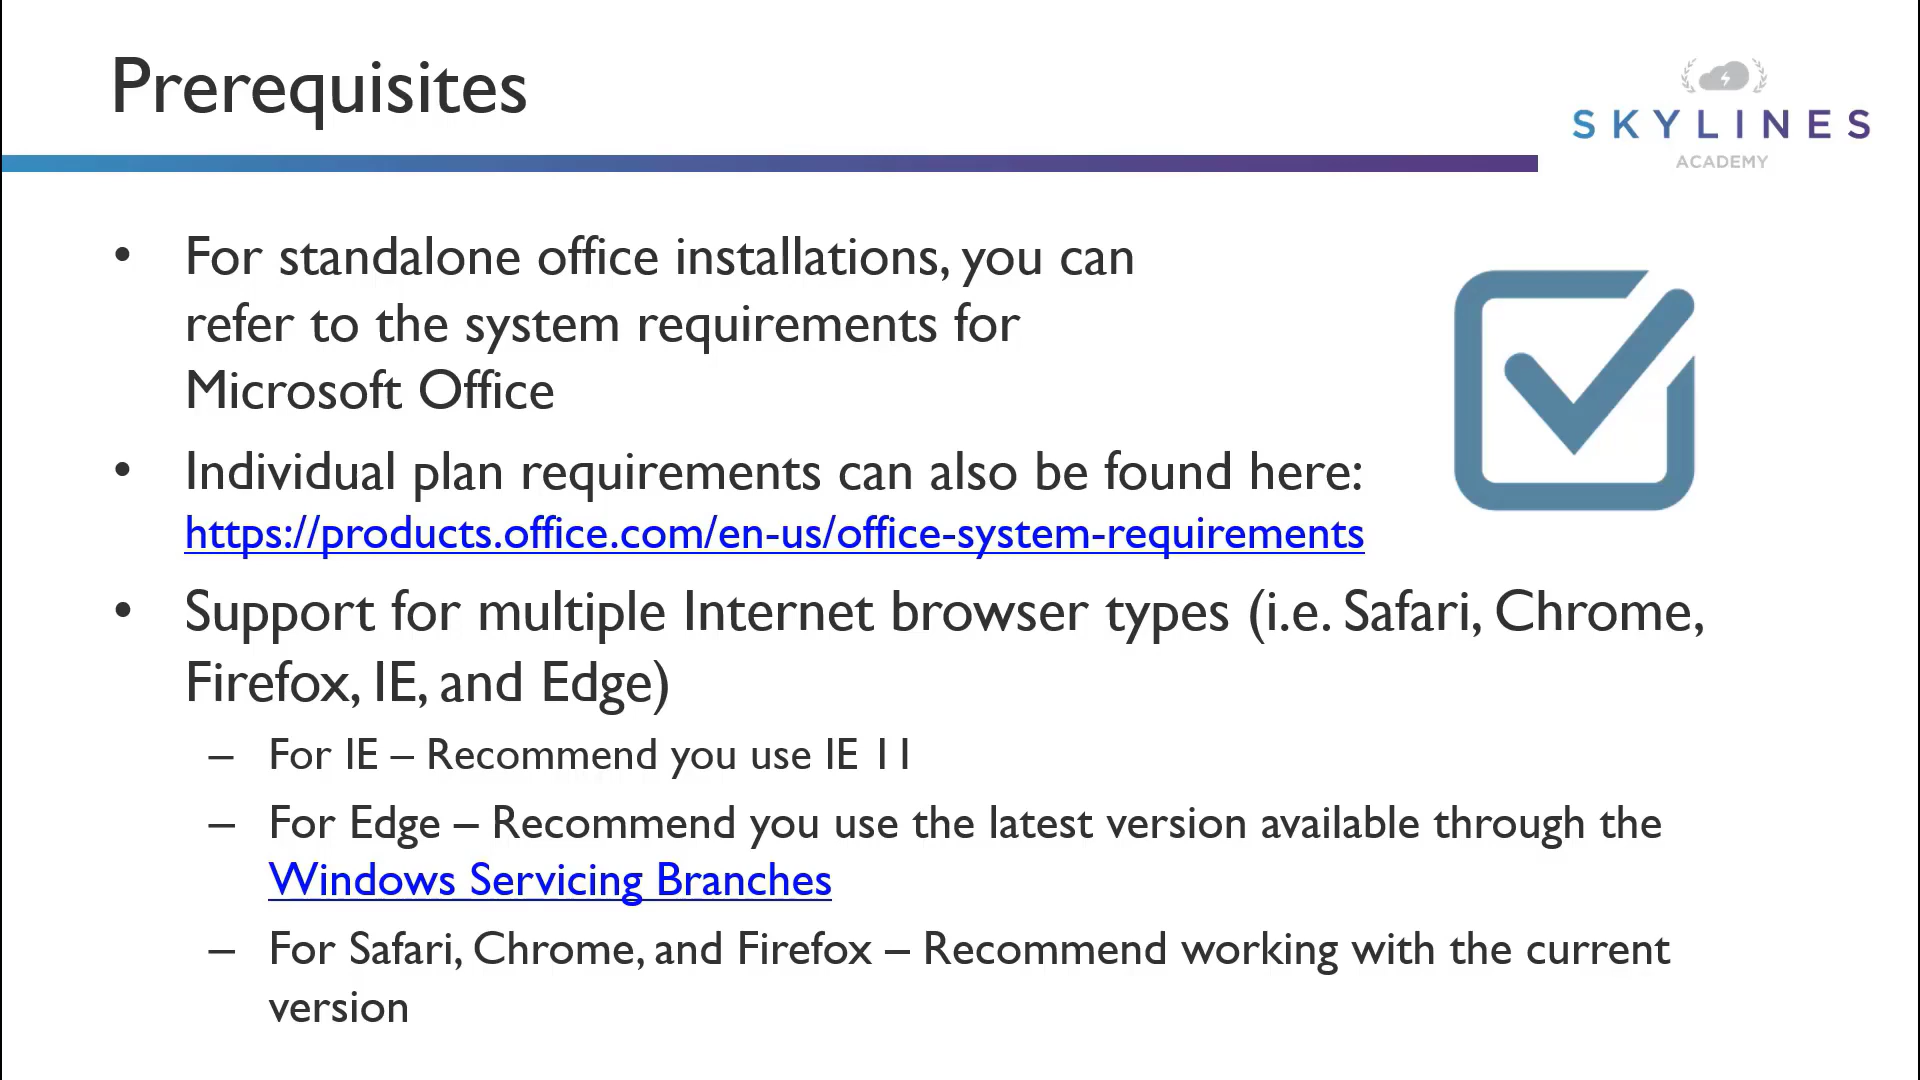 Prerequisites
SKYLINES
ACADEMY
• For standalone office installations, you can
refer to the system requirements for
Microsoft Office
• Individual plan requirements can also be found here:
https://products.office.com/en-us/office-system-requirements
• Support for multiple Internet browser types (i.e. Safari, Chrome,
Firefox, IE, and Edge)
– For IE – Recommend you use IE 11
– For Edge – Recommend you use the latest version available through the
Windows Servicing Branches
– For Safari, Chrome, and Firefox – Recommend working with the current
version